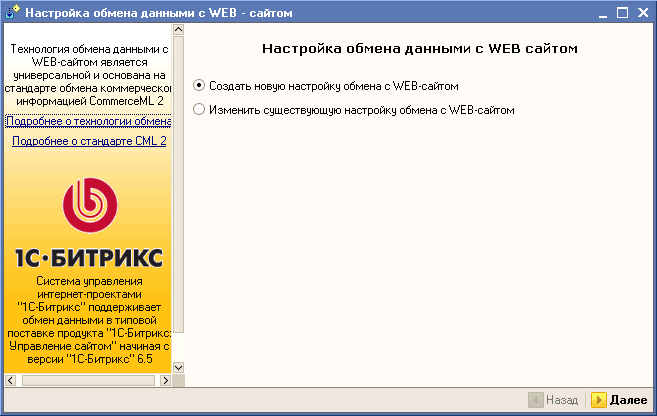 Настройка обмена данными с WEB - сайтом
Технология обмена данными с
WEB-сайтом является
универсальной и основана на
стандарте обмена коммерческой
информацией CommerceML 2
Подробнее о технологии обмена
Подробнее о стандарте CML 2
1С·БИТРИКС
Система управления
интернет-проектами
"1С-Битрикс" поддерживает
обмен данными в типовой
поставке продукта "1С-Битрикс:
Управление сайтом" начиная с
версии "1С-Битрикс" 6.5
Настройка обмена данными с WEB сайтом
Создать новую настройку обмена с WEB-сайтом
Изменить существующую настройку обмена с WEB-сайтом
Назад
Далее